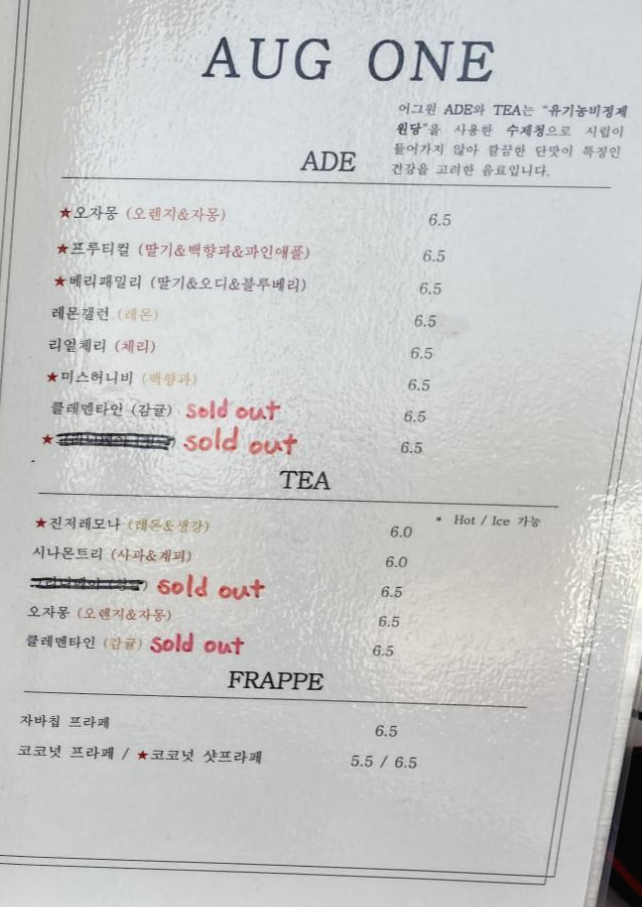 AUG ONE
어그원 ADE와 TEA는 "유기농비정제
원당"을 사용한 수제청으로 시럽이
들어가지 않아 깔끔한 단맛이 특징인
건강을 고려한 음료입니다.
ADE
★오자몽 (오렌지&자몽) 6.5
★프루티컬 (딸기&백향과&파인애플) 6.5
★베리패밀리 (딸기&오디&블루베리) 6.5
레몬갤런 (레몬) 6.5
리얼체리 (체리) 6.5
★미스허니비 (백향과) 6.5
클레멘타인 (감귤) sold out 6.5
★ sold out 6.5
TEA
* Hot / Ice 가능
★진저레모나 (레몬&생강) 6.0
시나몬트리 (사과&계피) 6.0
sold out 6.5
오자몽 (오렌지&자몽) 6.5
클레멘타인 (감귤) sold out 6.5
FRAPPE
자바칩 프라페 6.5
코코넛 프라페 / ★코코넛 샷프라페 5.5 / 6.5